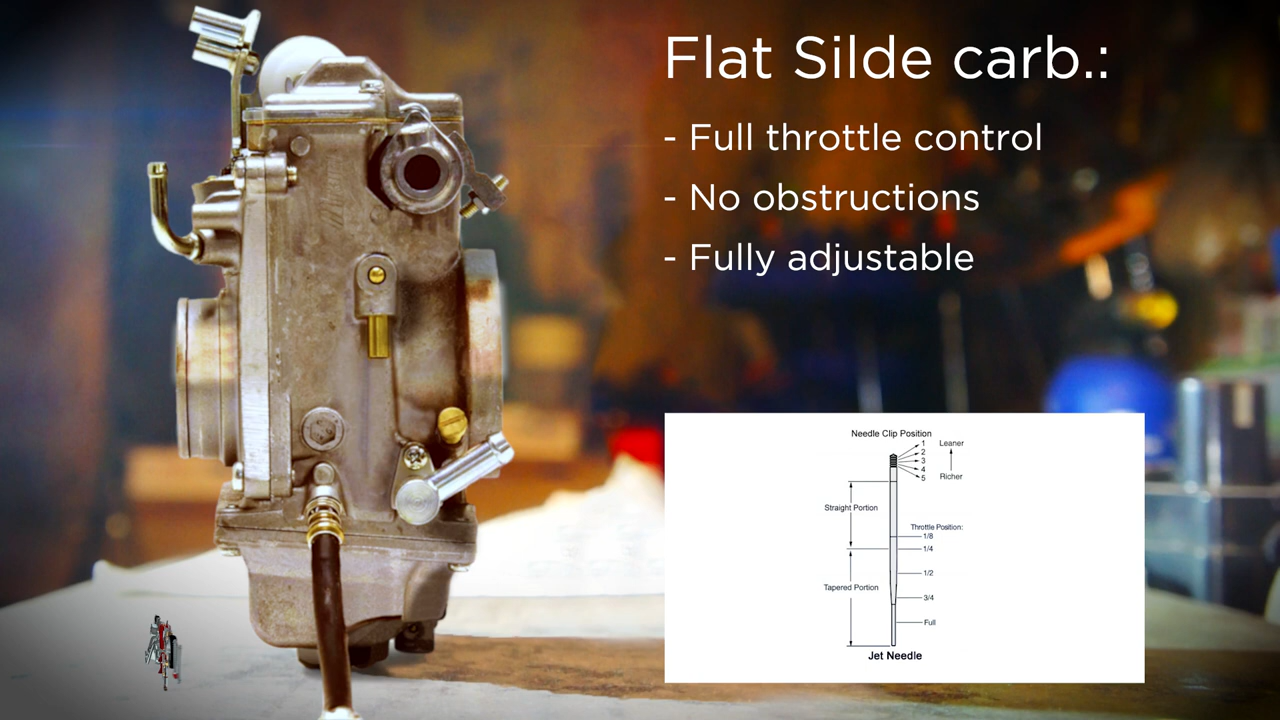 Flat Silde carb.:
- Full throttle control
- No obstructions
- Fully adjustable
Needle Clip Position
1
2
3
4
5
Leaner
Richer
Straight Portion
Throttle Position:
1/8
1/4
1/2
Tapered Portion
3/4
Full
Jet Needle